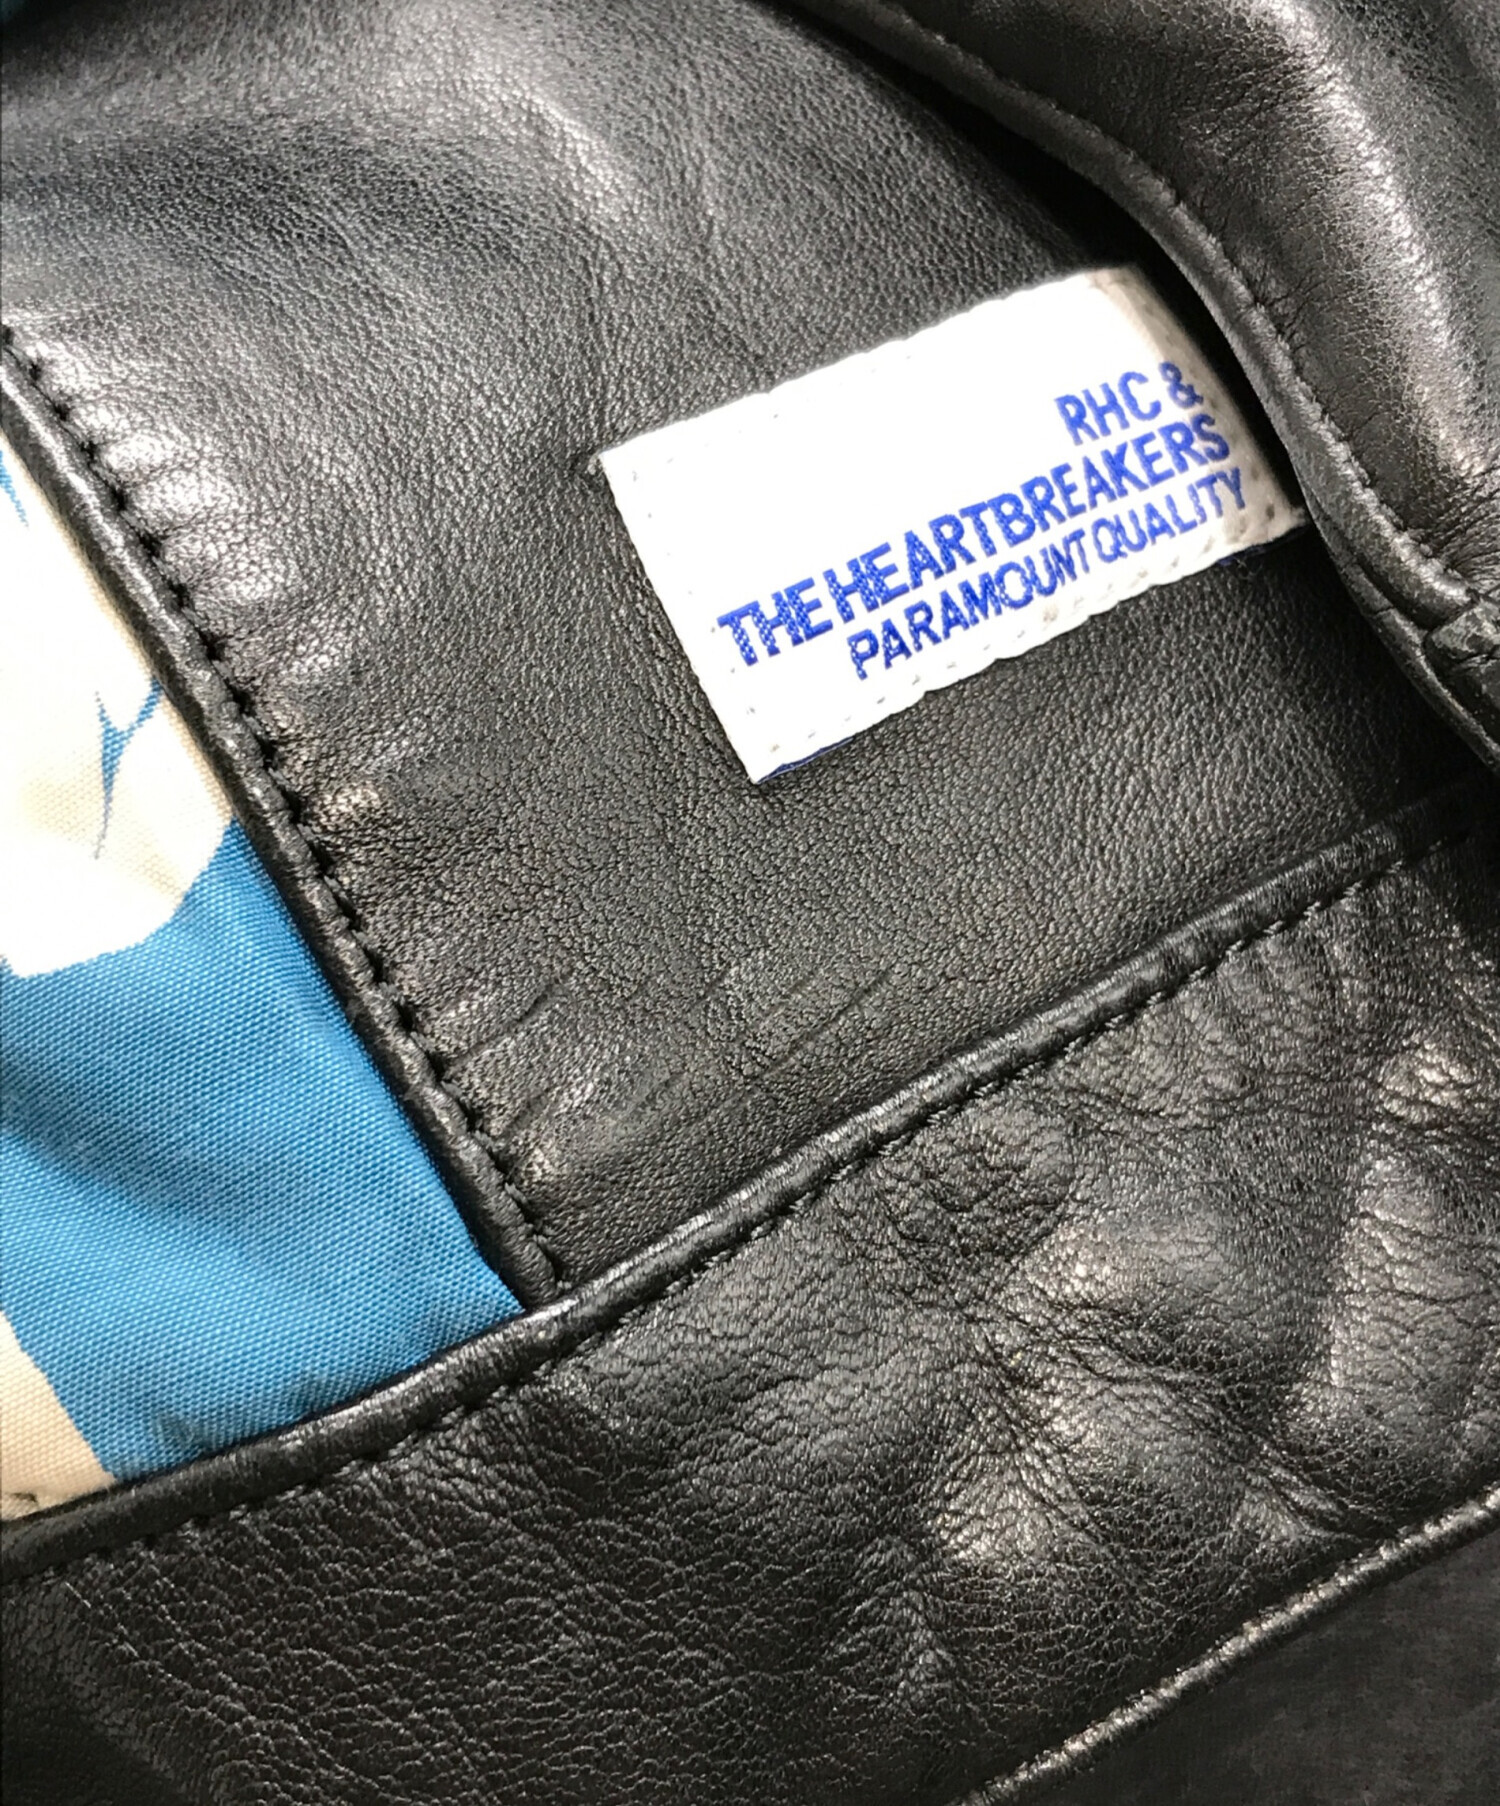 RHC &
THE HEARTBREAKERS
PARAMOUNT QUALITY